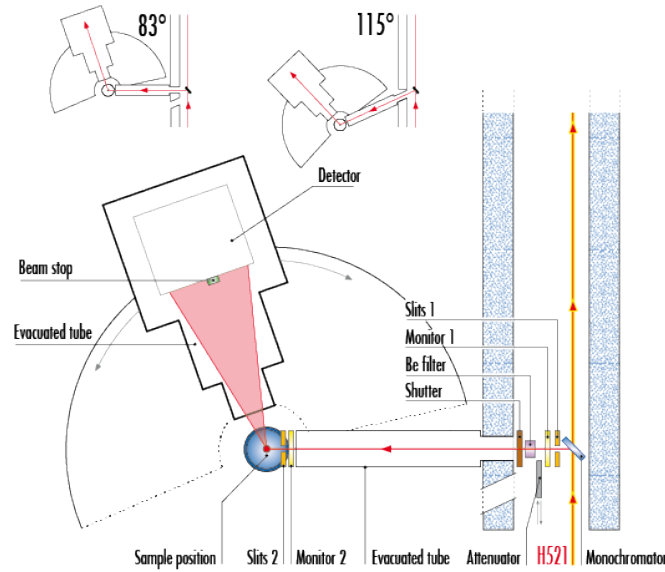 83°
115°
Detector
Beam stop
Evacuated tube
Slits 1
Monitor 1
Be filter
Shutter
Sample position
Slits 2
Monitor 2
Evacuated tube
Attenuator
H521
Monochromator